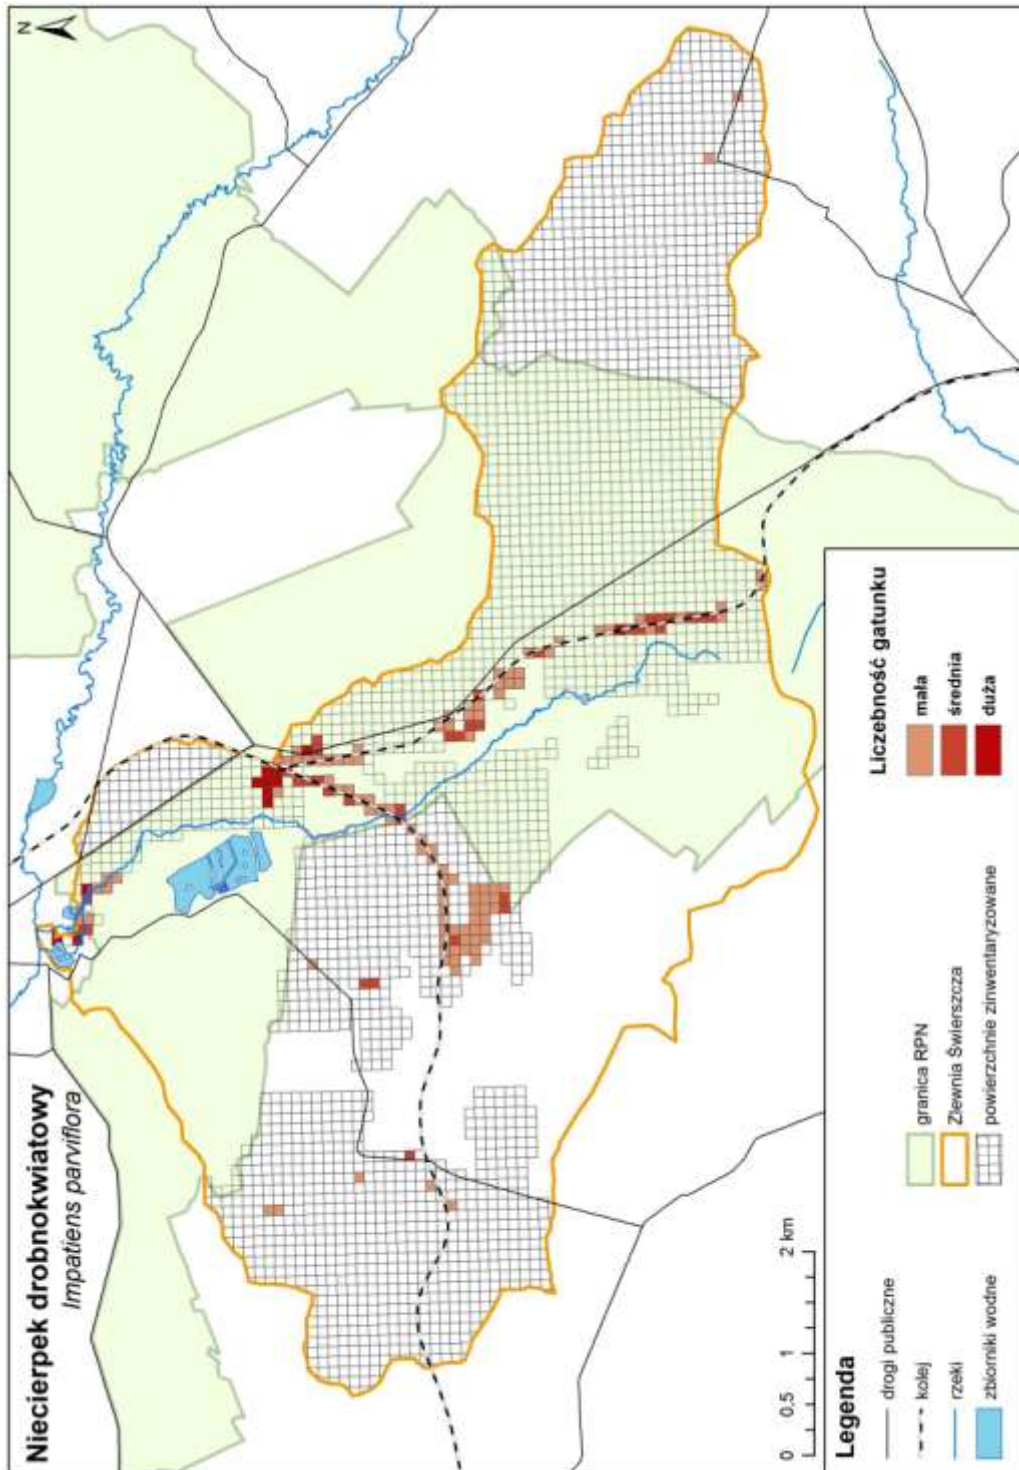 Niecierpek drobnokwiatowy
Impatiens parviflora
N
0 0.5 1 2 km
Legenda
drogi publiczne
kolej
rzeki
zbiorniki wodne
granica RPN
Zlewnia Świerszcza
powierzchnie zinwentaryzowane
Liczebność gatunku
mała
średnia
duża